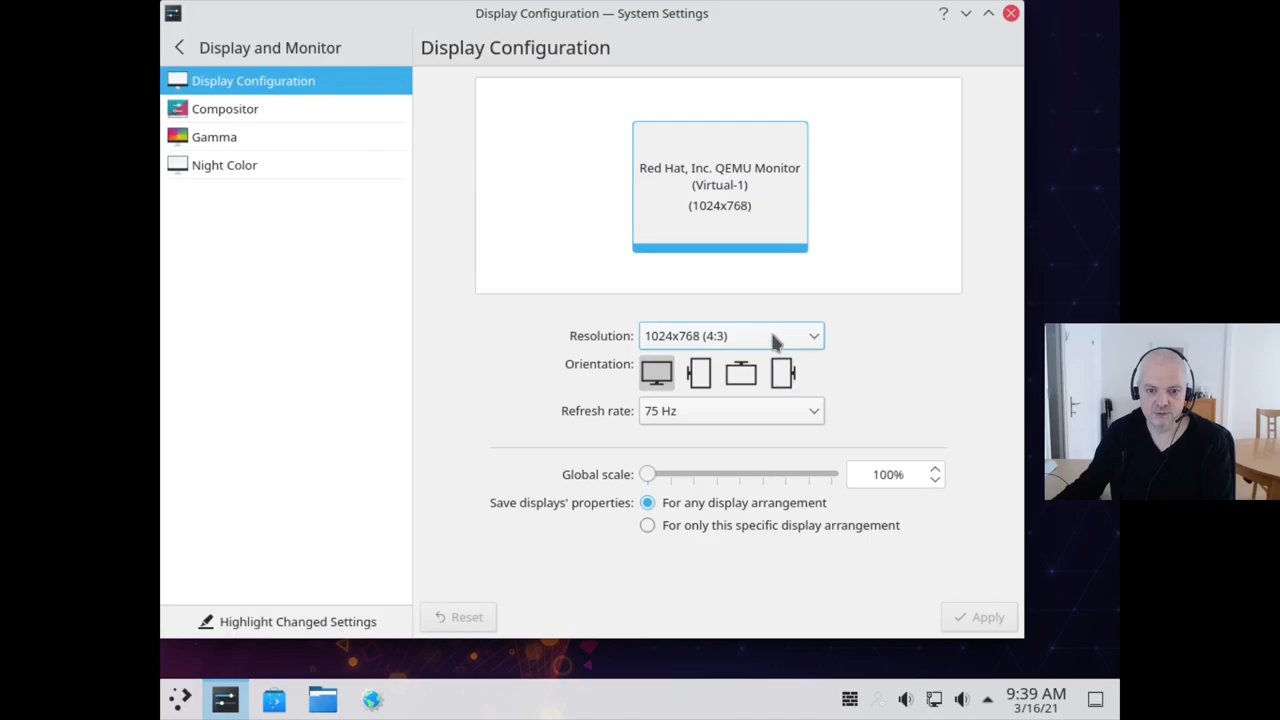 Display Configuration — System Settings
?
Display and Monitor
Display Configuration
Display Configuration
Compositor
Gamma
Night Color
Red Hat, Inc. QEMU Monitor
(Virtual-1)
(1024x768)
Resolution: 1024x768 (4:3)
Orientation:
Refresh rate: 75 Hz
Global scale: 100%
Save displays' properties: For any display arrangement
For only this specific display arrangement
Highlight Changed Settings
Reset
Apply
9:39 AM
3/16/21